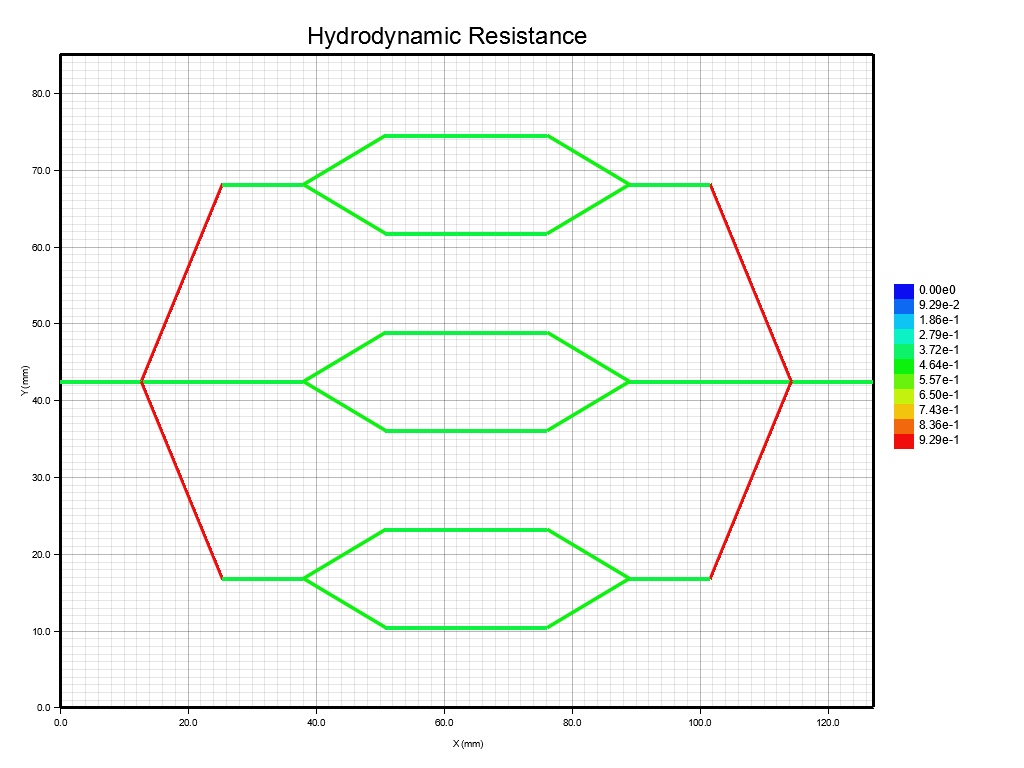 Hydrodynamic Resistance
80.0
70.0
60.0
50.0
40.0
30.0
20.0
10.0
0.0
Y (mm)
0.0 20.0 40.0 60.0 80.0 100.0 120.0
X (mm)
0.00e0
9.29e-2
1.86e-1
2.79e-1
3.72e-1
4.64e-1
5.57e-1
6.50e-1
7.43e-1
8.36e-1
9.29e-1